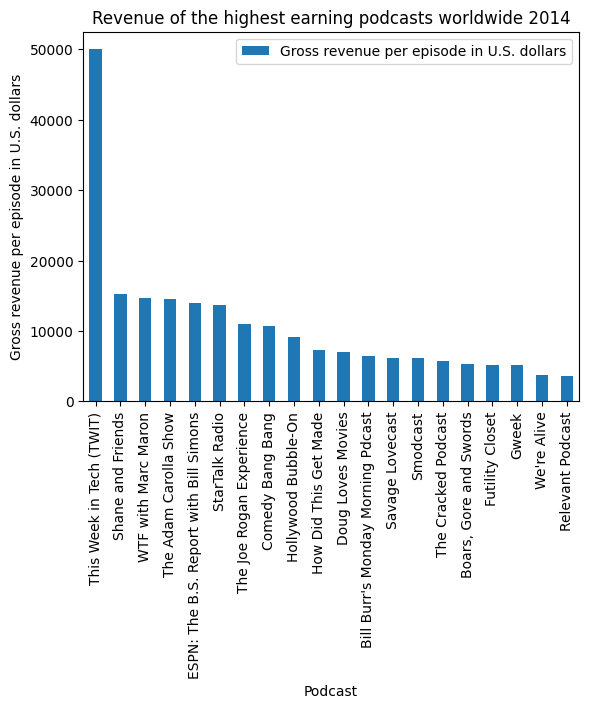 Revenue of the highest earning podcasts worldwide 2014
Gross revenue per episode in U.S. dollars
Gross revenue per episode in U.S. dollars
50000
40000
30000
20000
10000
0
This Week in Tech (TWIT)
Shane and Friends
WTF with Marc Maron
The Adam Carolla Show
ESPN: The B.S. Report with Bill Simons
StarTalk Radio
The Joe Rogan Experience
Comedy Bang Bang
Hollywood Bubble-On
How Did This Get Made
Doug Loves Movies
Bill Burr's Monday Morning Pdcast
Savage Lovecast
Smodcast
The Cracked Podcast
Boars, Gore and Swords
Futility Closet
Gweek
We're Alive
Relevant Podcast
Podcast